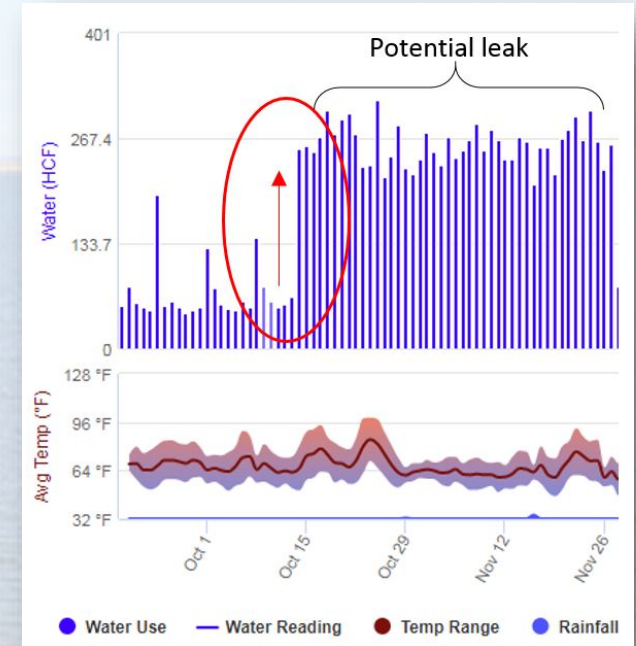 Potential leak
401
267.4
133.7
0
Water (HCF)
128 °F
96 °F
64 °F
32 °F
Avg Temp (°F)
Oct 1
Oct 15
Oct 29
Nov 12
Nov 26
Water Use
Water Reading
Temp Range
Rainfall